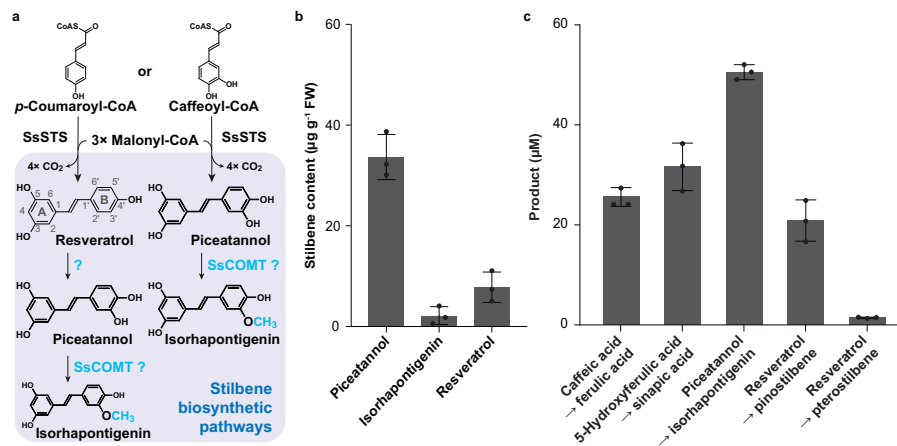 a
CoAS
O
OH
p-Coumaroyl-CoA
or
CoAS
O
OH
OH
Caffeoyl-CoA
SsSTS
3× Malonyl-CoA
SsSTS
4× CO2
4× CO2
HO
HO
OH
A
B
1
2
3
4
5
6
1'
2'
3'
4'
5'
6'
Resveratrol
HO
HO
OH
OH
Piceatannol
?
SsCOMT ?
HO
HO
OH
OH
Piceatannol
HO
HO
OH
OCH3
Isorhapontigenin
SsCOMT ?
HO
HO
OH
OCH3
Isorhapontigenin
Stilbene
biosynthetic
pathways
b
Stilbene content (µg g-1 FW)
60
40
20
0
Piceatannol
Isorhapontigenin
Resveratrol
c
Product (µM)
60
40
20
0
Caffeic acid
→ ferulic acid
5-Hydroxyferulic acid
→ sinapic acid
Piceatannol
→ isorhapontigenin
Resveratrol
→ pinostilbene
Resveratrol
→ pterostilbene